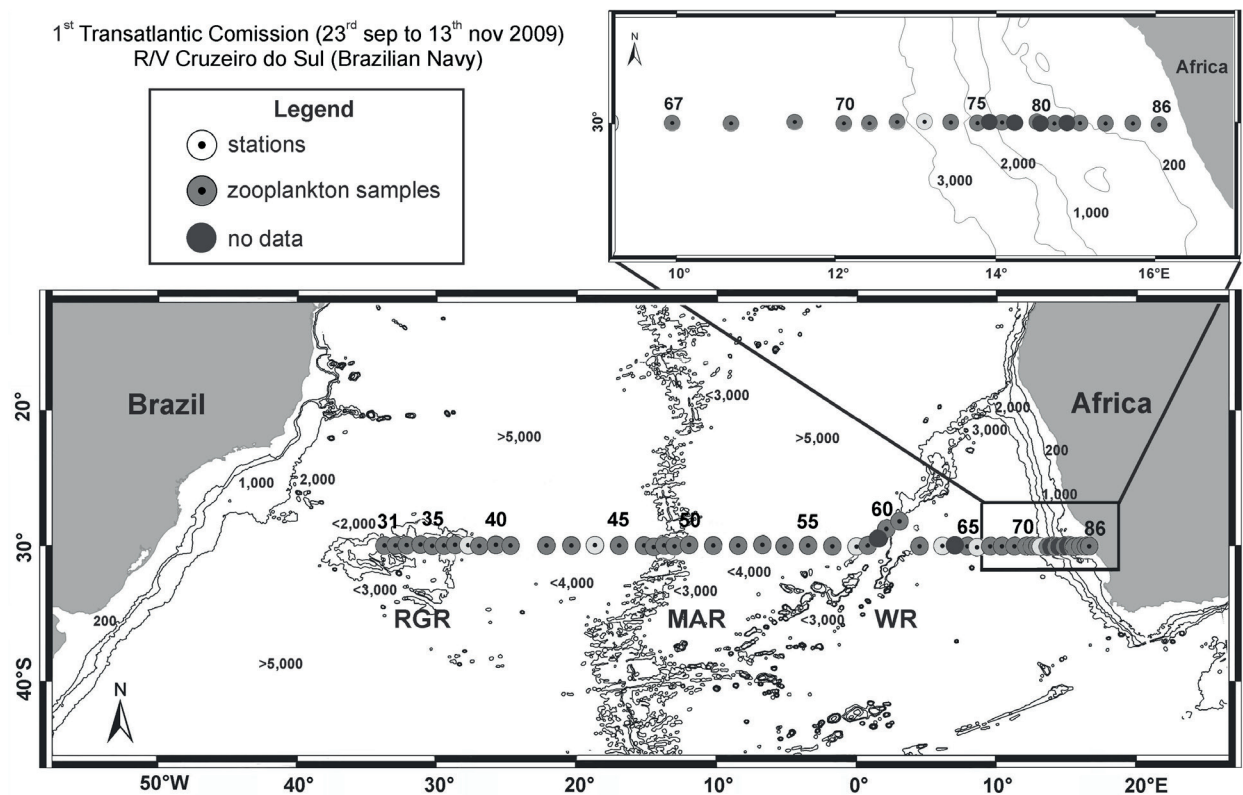 1st Transatlantic Comission (23rd sep to 13th nov 2009)
R/V Cruzeiro do Sul (Brazilian Navy)
Legend
stations
zooplankton samples
no data
N
Africa
67 70 75 80 86
30°
3,000 2,000 1,000 200
10° 12° 14° 16°E
Brazil
Africa
20°
30°
40°S
<3,000
2,000
3,000
>5,000 >5,000
200
1,000
2,000
1,000
<2,000
31 35 40 45 50 55 60 65 70 86
<3,000 <4,000 <3,000 <4,000 <3,000
RGR MAR WR
200
>5,000
N
50°W 40° 30° 20° 10° 0° 10° 20°E